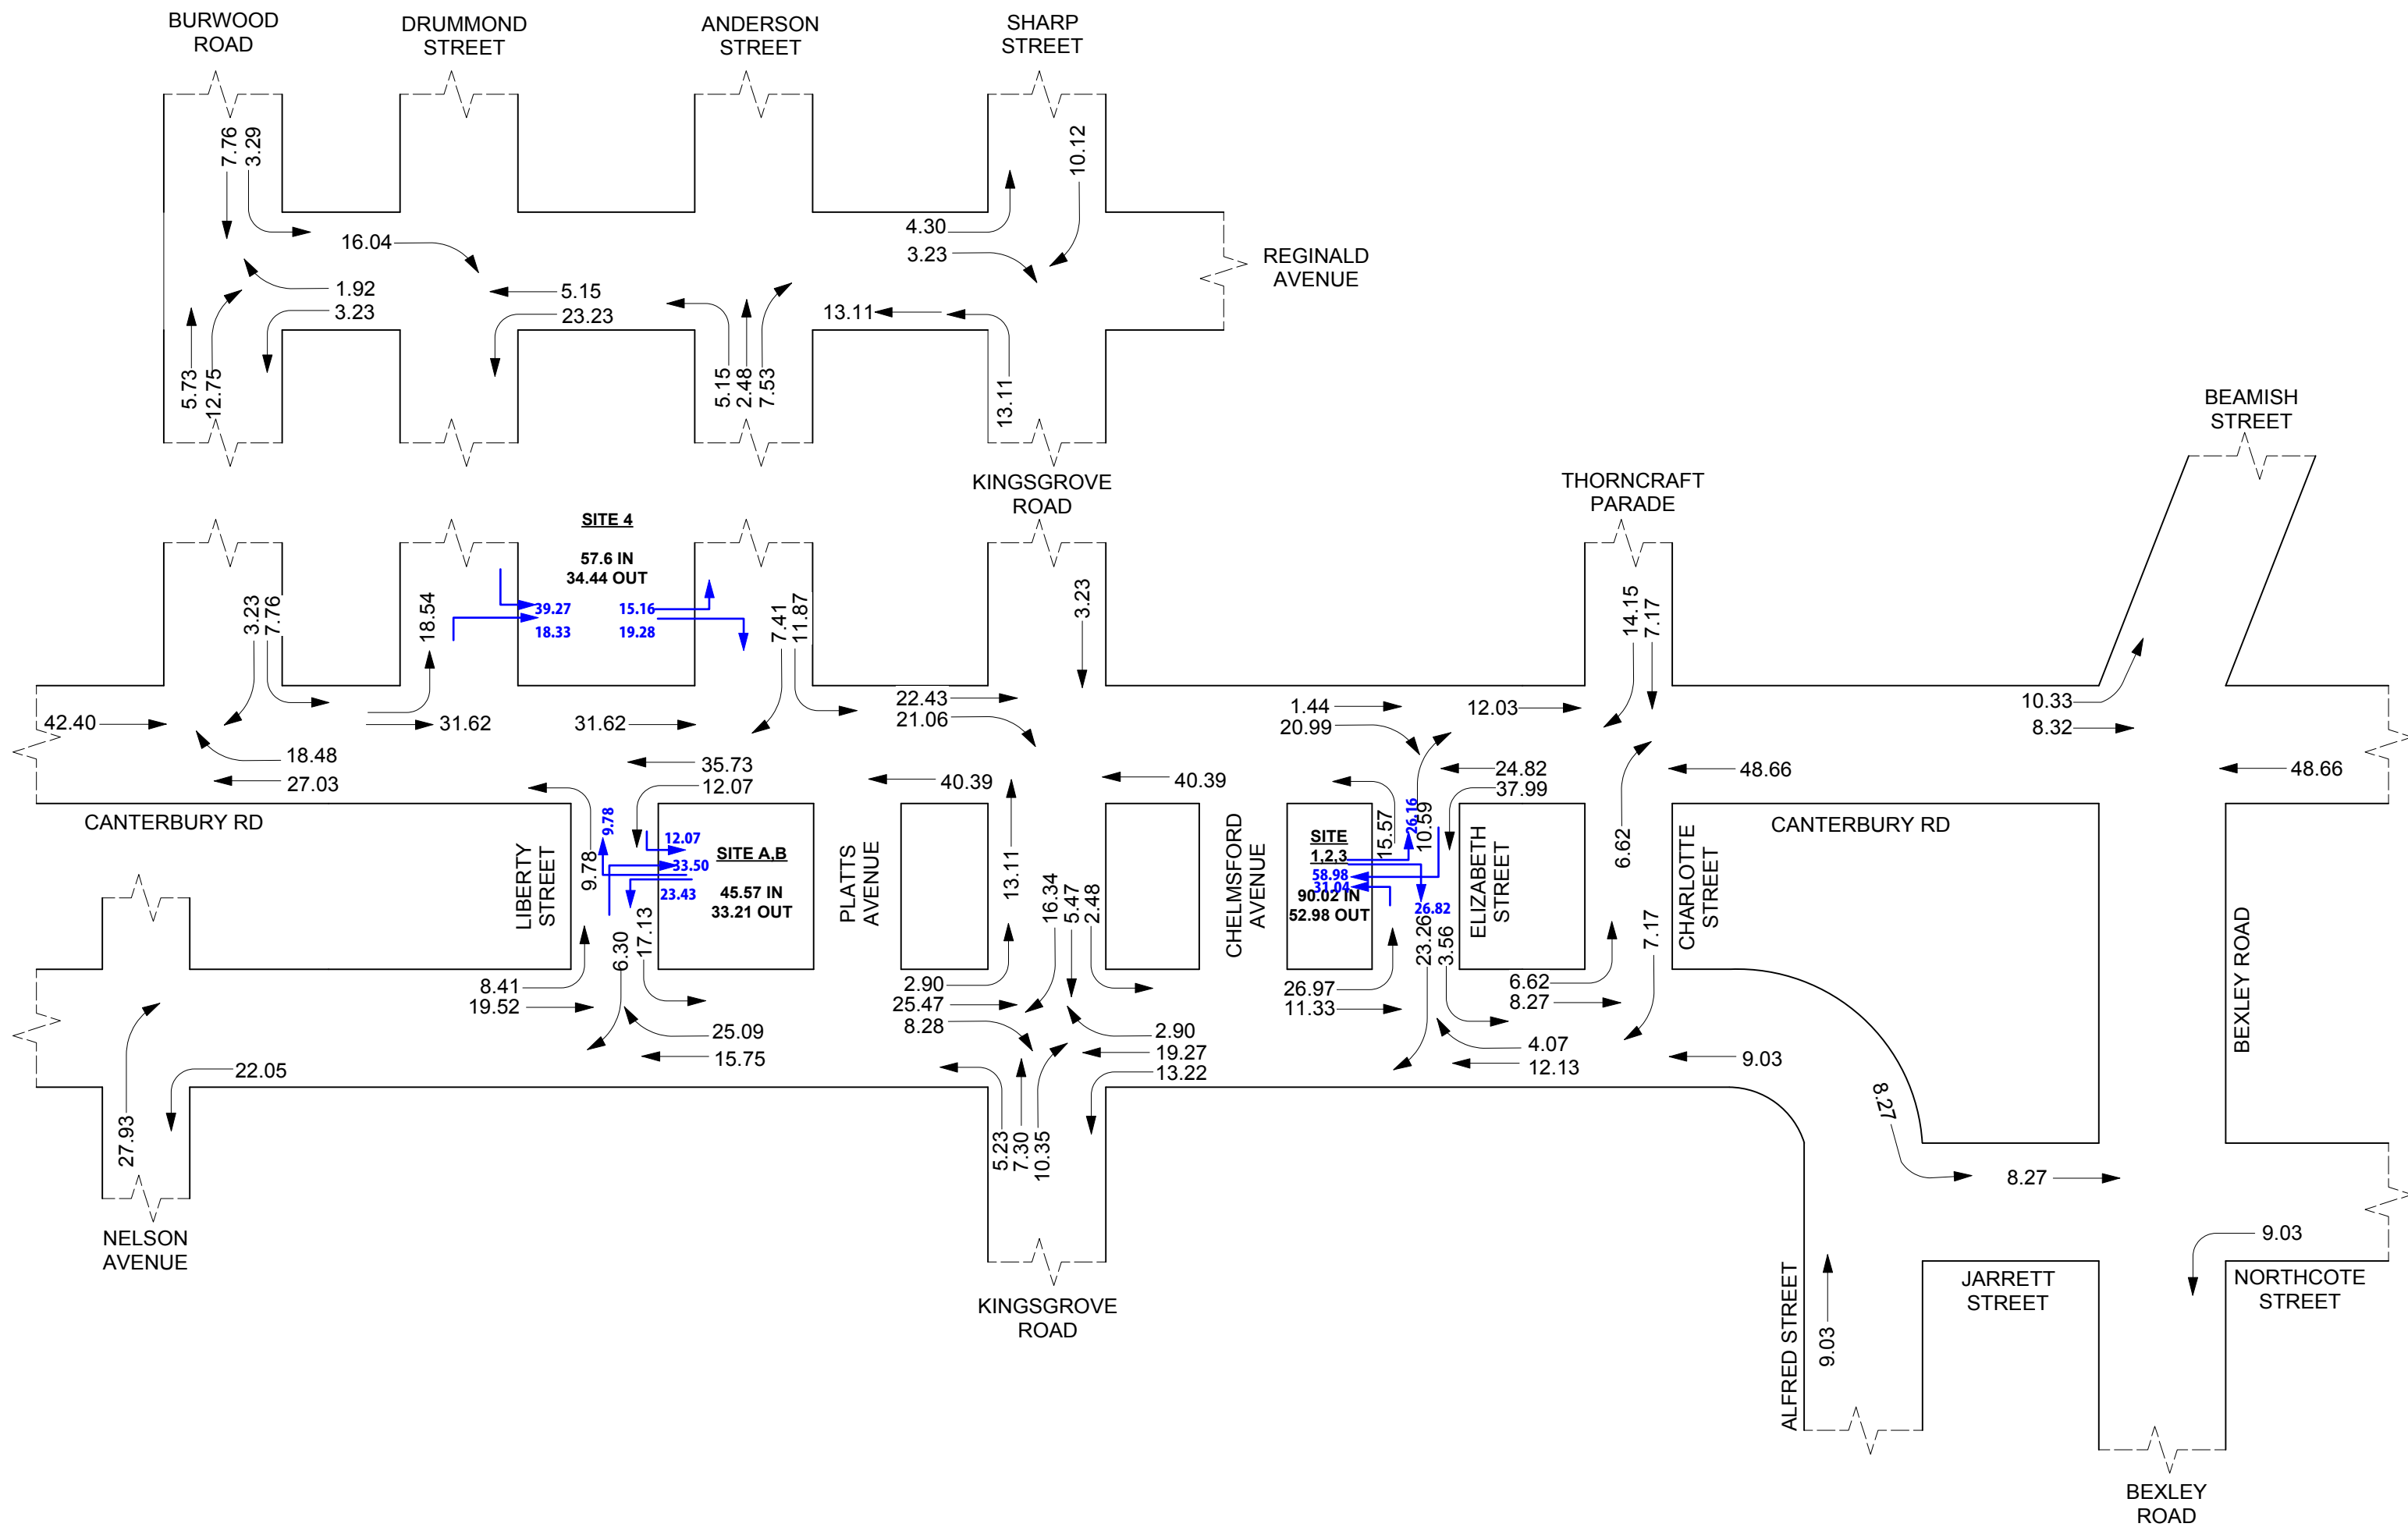 BURWOOD
ROAD
DRUMMOND
STREET
ANDERSON
STREET
SHARP
STREET
7.76
3.29
10.12
16.04
4.30
3.23
REGINALD
AVENUE
1.92
3.23
5.15
23.23
13.11
5.73
12.75
5.15
2.48
7.53
13.11
BEAMISH
STREET
KINGSGROVE
ROAD
THORNCRAFT
PARADE
SITE 4
57.6 IN
34.44 OUT
39.27
18.33
15.16
19.28
3.23
7.76
18.54
7.41
11.87
3.23
14.15
7.17
42.40
31.62
31.62
22.43
21.06
1.44
20.99
12.03
10.33
8.32
18.48
27.03
35.73
12.07
40.39
40.39
24.82
37.99
48.66
48.66
CANTERBURY RD
CANTERBURY RD
LIBERTY
STREET
9.78
9.78
12.07
33.50
23.43
SITE A,B
45.57 IN
33.21 OUT
PLATTS
AVENUE
13.11
16.34
5.47
2.48
CHELMSFORD
AVENUE
SITE
1,2,3
58.98
31.04
90.02 IN
52.98 OUT
15.57
26.16
10.59
26.82
ELIZABETH
STREET
6.62
CHARLOTTE
STREET
7.17
BEXLEY ROAD
6.30
17.13
23.26
3.56
8.41
19.52
2.90
25.47
8.28
26.97
11.33
6.62
8.27
25.09
15.75
2.90
19.27
13.22
4.07
12.13
9.03
22.05
27.93
5.23
7.30
10.35
8.27
8.27
NELSON
AVENUE
9.03
KINGSGROVE
ROAD
ALFRED STREET
9.03
JARRETT
STREET
NORTHCOTE
STREET
BEXLEY
ROAD